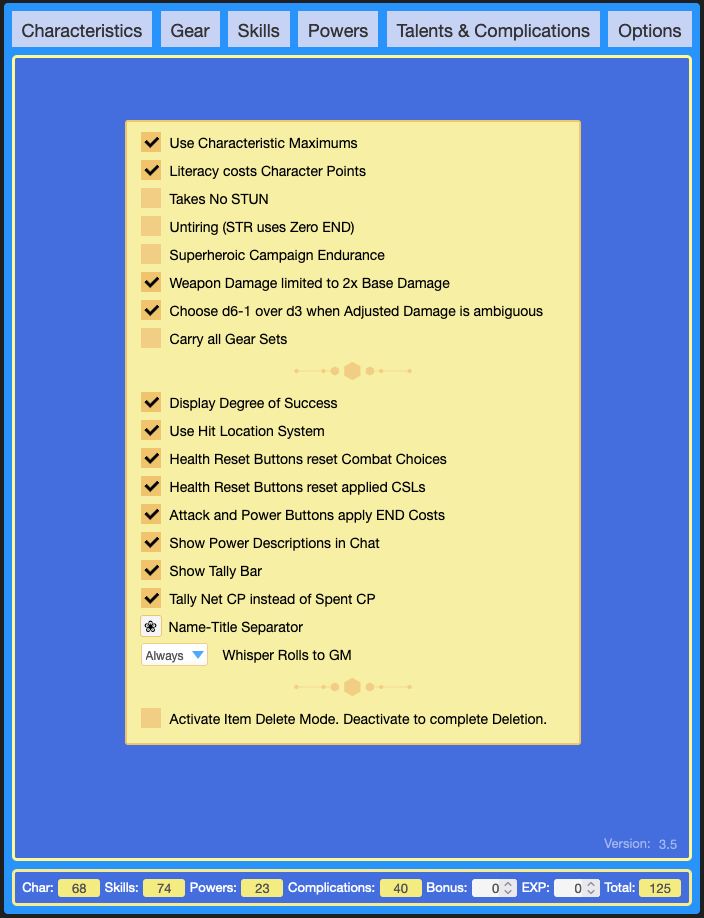 Characteristics Gear Skills Powers Talents & Complications Options
Use Characteristic Maximums
Literacy costs Character Points
Takes No STUN
Untiring (STR uses Zero END)
Superheroic Campaign Endurance
Weapon Damage limited to 2x Base Damage
Choose d6-1 over d3 when Adjusted Damage is ambiguous
Carry all Gear Sets
Display Degree of Success
Use Hit Location System
Health Reset Buttons reset Combat Choices
Health Reset Buttons reset applied CSLs
Attack and Power Buttons apply END Costs
Show Power Descriptions in Chat
Show Tally Bar
Tally Net CP instead of Spent CP
❀ Name-Title Separator
Always Whisper Rolls to GM
Activate Item Delete Mode. Deactivate to complete Deletion.
Version: 3.5
Char: 68 Skills: 74 Powers: 23 Complications: 40 Bonus: 0 EXP: 0 Total: 125